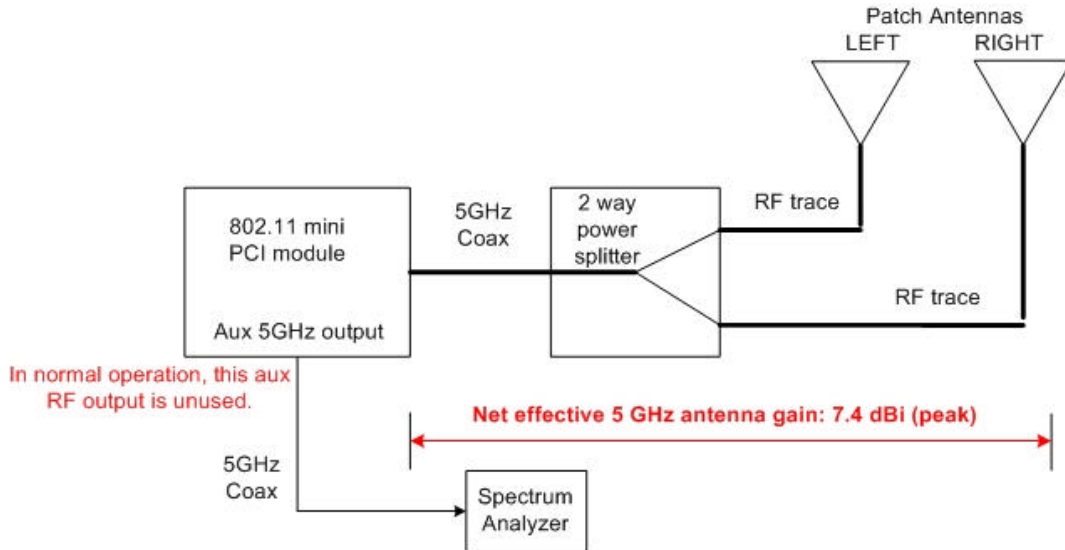 Patch Antennas
LEFT
RIGHT
802.11 mini
PCI module
5GHz
Coax
2 way
power
splitter
RF trace
RF trace
Aux 5GHz output
In normal operation, this aux
RF output is unused.
Net effective 5 GHz antenna gain: 7.4 dBi (peak)
5GHz
Coax
Spectrum
Analyzer